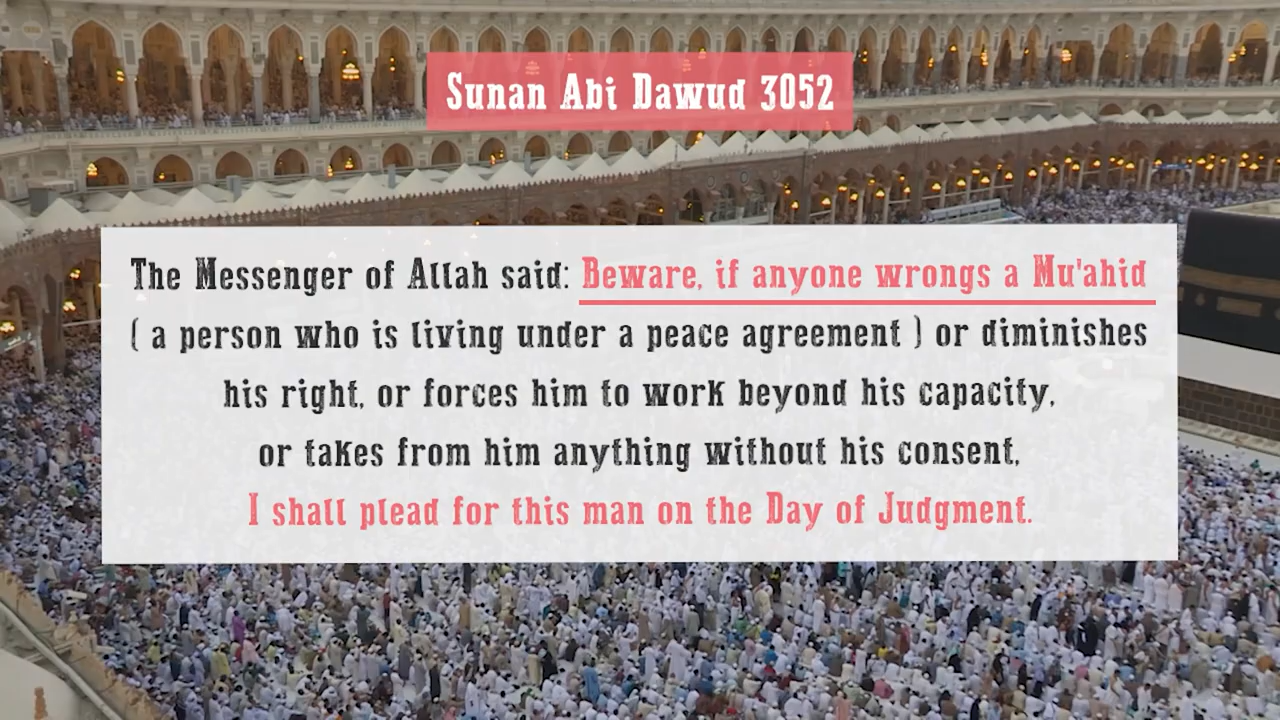 Sunan Abi Dawud 3052
The Messenger of Allah said: Beware, if anyone wrongs a Mu'ahid
( a person who is living under a peace agreement ) or diminishes
his right, or forces him to work beyond his capacity,
or takes from him anything without his consent,
I shall plead for this man on the Day of Judgment.